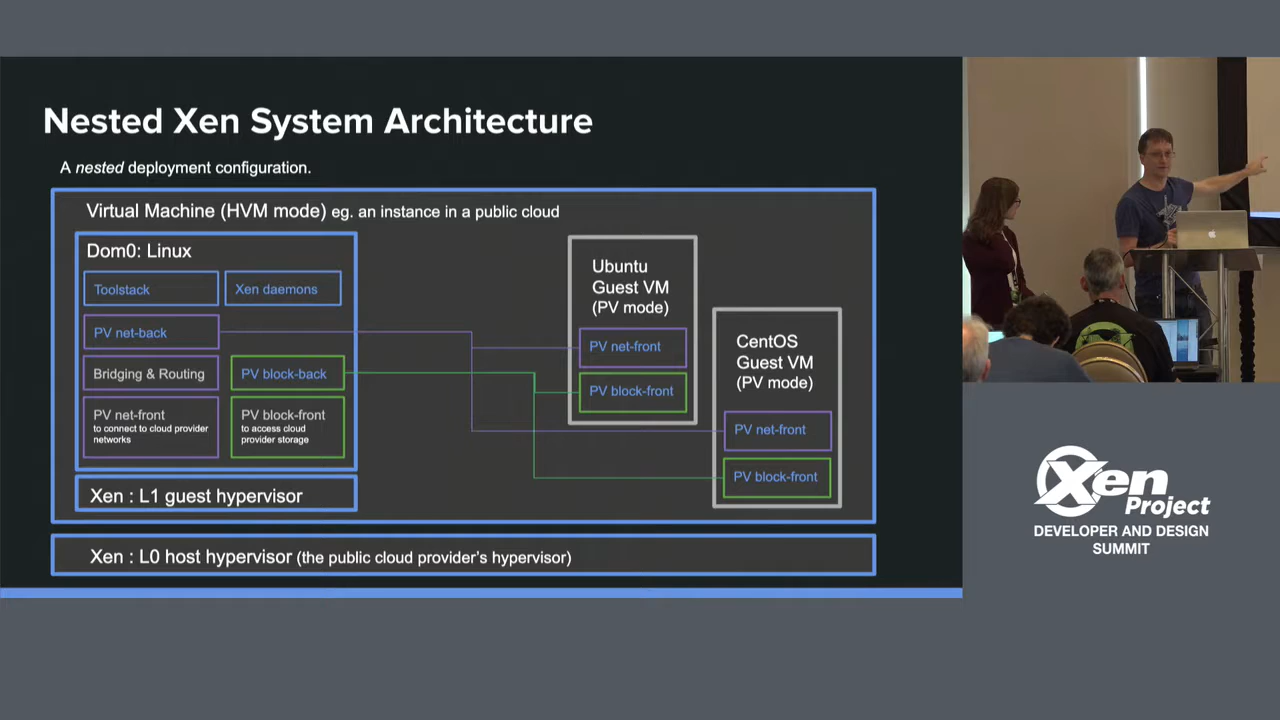 Nested Xen System Architecture
A nested deployment configuration.
Virtual Machine (HVM mode) eg. an instance in a public cloud
Dom0: Linux
Toolstack
Xen daemons
PV net-back
Bridging & Routing
PV block-back
PV net-front
to connect to cloud provider
networks
PV block-front
to access cloud
provider storage
Xen : L1 guest hypervisor
Ubuntu
Guest VM
(PV mode)
PV net-front
PV block-front
CentOS
Guest VM
(PV mode)
PV net-front
PV block-front
Xen : L0 host hypervisor (the public cloud provider's hypervisor)
Xen
Project
DEVELOPER AND DESIGN
SUMMIT